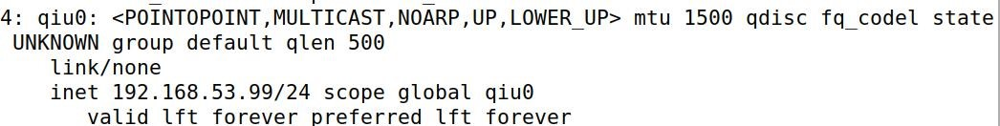 4: qiu0: <POINTOPOINT,MULTICAST,NOARP,UP,LOWER_UP> mtu 1500 qdisc fq_codel state
UNKNOWN group default qlen 500
link/none
inet 192.168.53.99/24 scope global qiu0
valid_lft forever preferred_lft forever